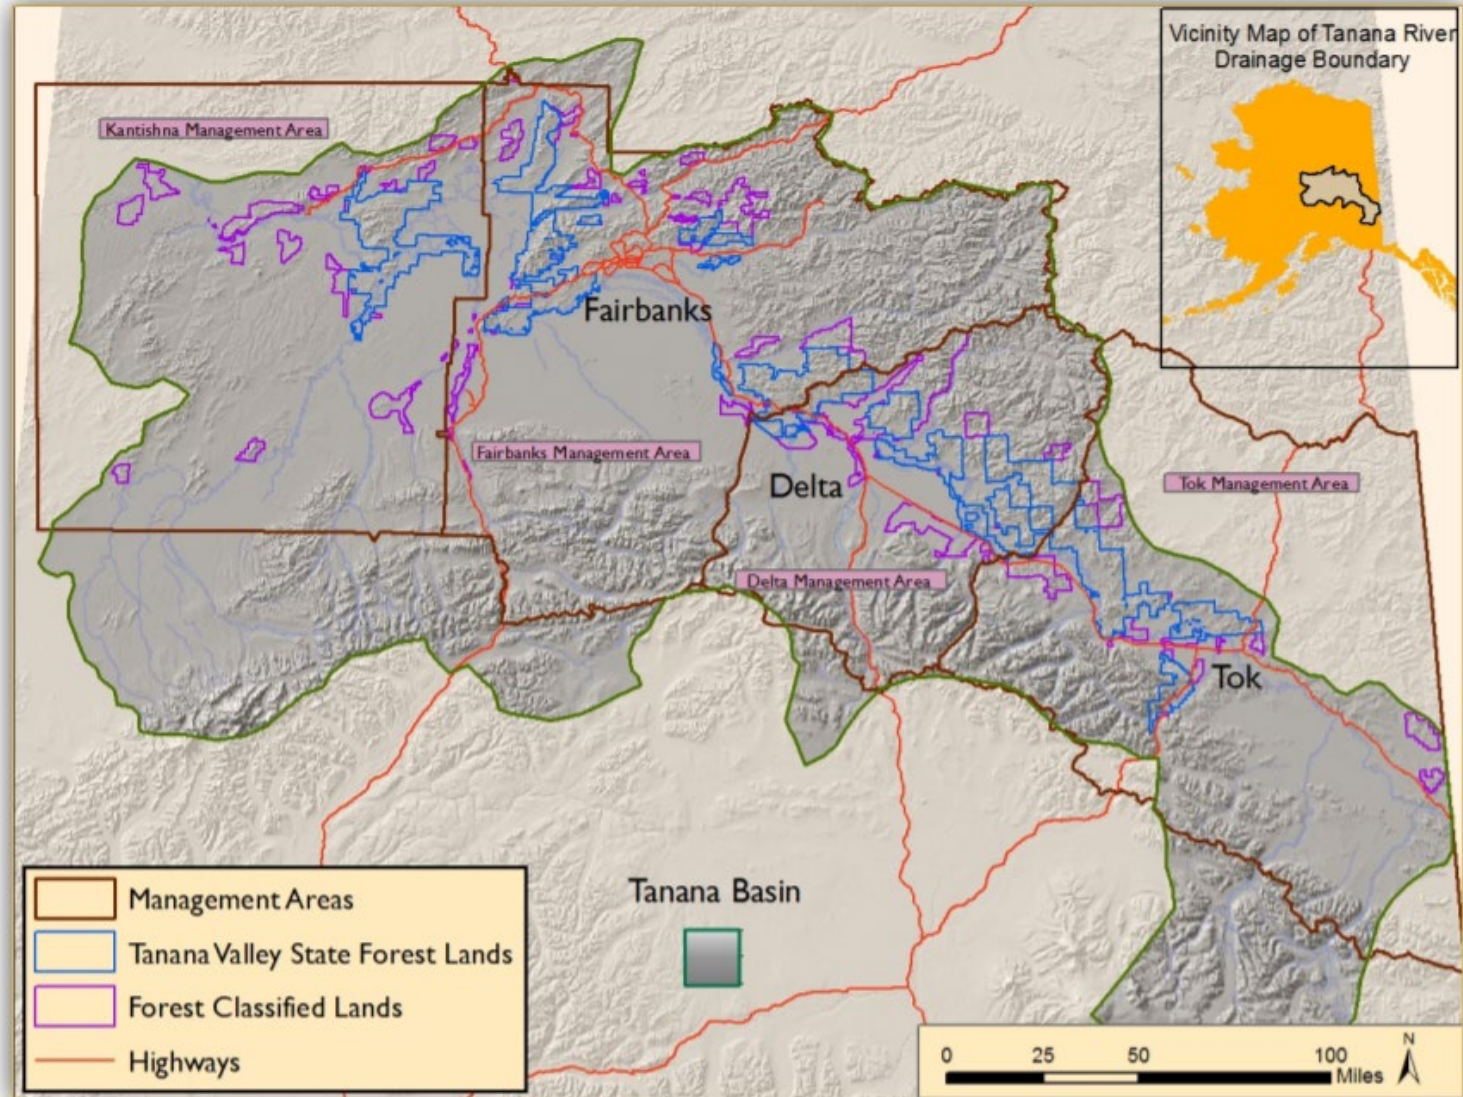 Vicinity Map of Tanana River
Drainage Boundary
Kantishna Management Area
Fairbanks
Fairbanks Management Area
Delta
Tok Management Area
Delta Management Area
Tok
Management Areas
Tanana Valley State Forest Lands
Forest Classified Lands
Highways
Tanana Basin
0 25 50 100
Miles
N